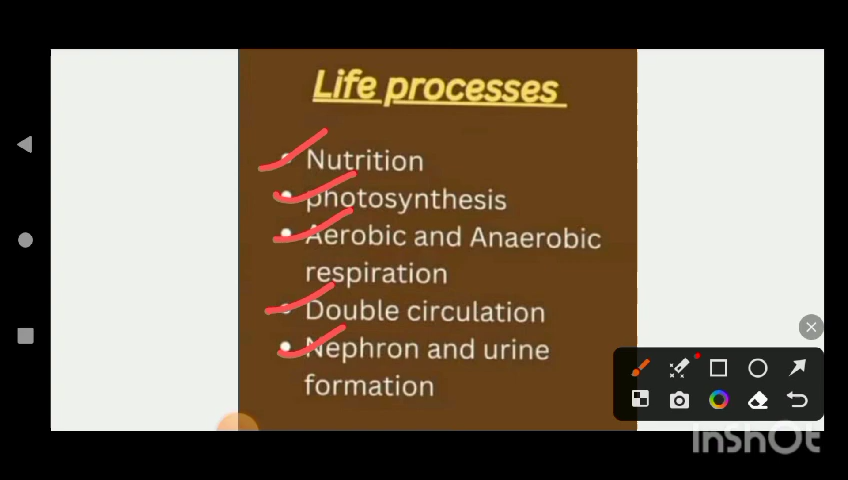 Life processes
Nutrition
photosynthesis
Aerobic and Anaerobic
respiration
Double circulation
Nephron and urine
formation
InShOt